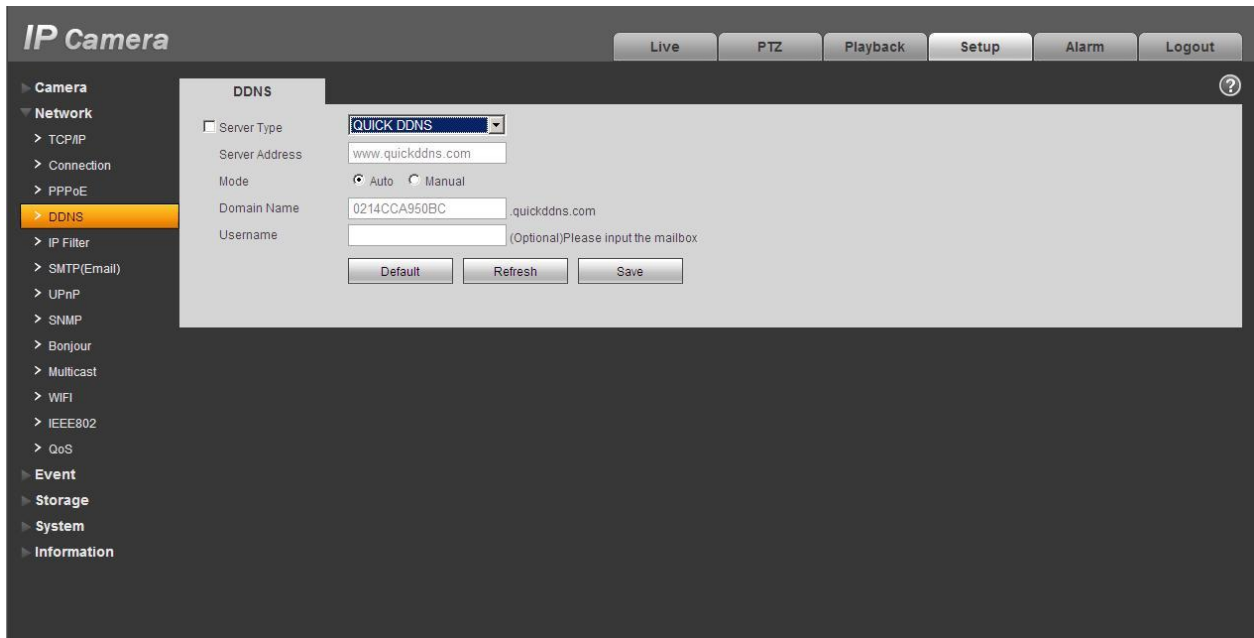 IP Camera
Live PTZ Playback Setup Alarm Logout
?
Camera
Network
> TCP/IP
> Connection
> PPPoE
> DDNS
> IP Filter
> SMTP(Email)
> UPnP
> SNMP
> Bonjour
> Multicast
> WIFI
> IEEE802
> QoS
Event
Storage
System
Information
DDNS
Server Type QUICK DDNS
Server Address www.quickddns.com
Mode Auto Manual
Domain Name 0214CCA950BC .quickddns.com
Username (Optional)Please input the mailbox
Default Refresh Save